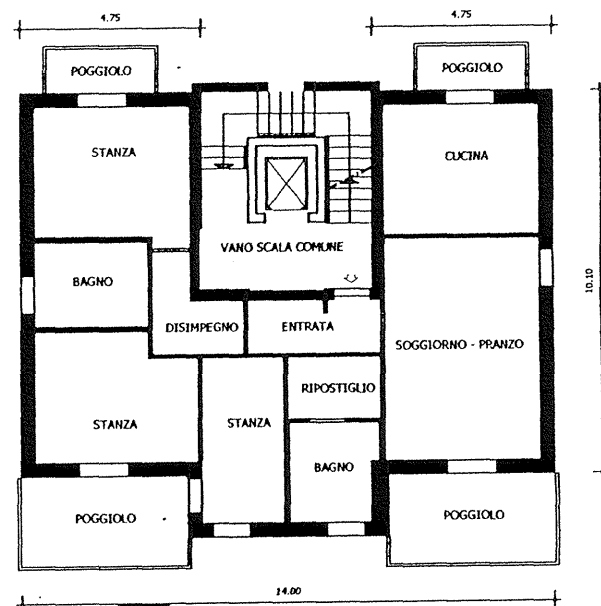 4.75
4.75
POGGIOLO
POGGIOLO
STANZA
CUCINA
VANO SCALA COMUNE
BAGNO
10.10
DISIMPEGNO
ENTRATA
SOGGIORNO - PRANZO
RIPOSTIGLIO
STANZA
STANZA
BAGNO
POGGIOLO
POGGIOLO
14.00